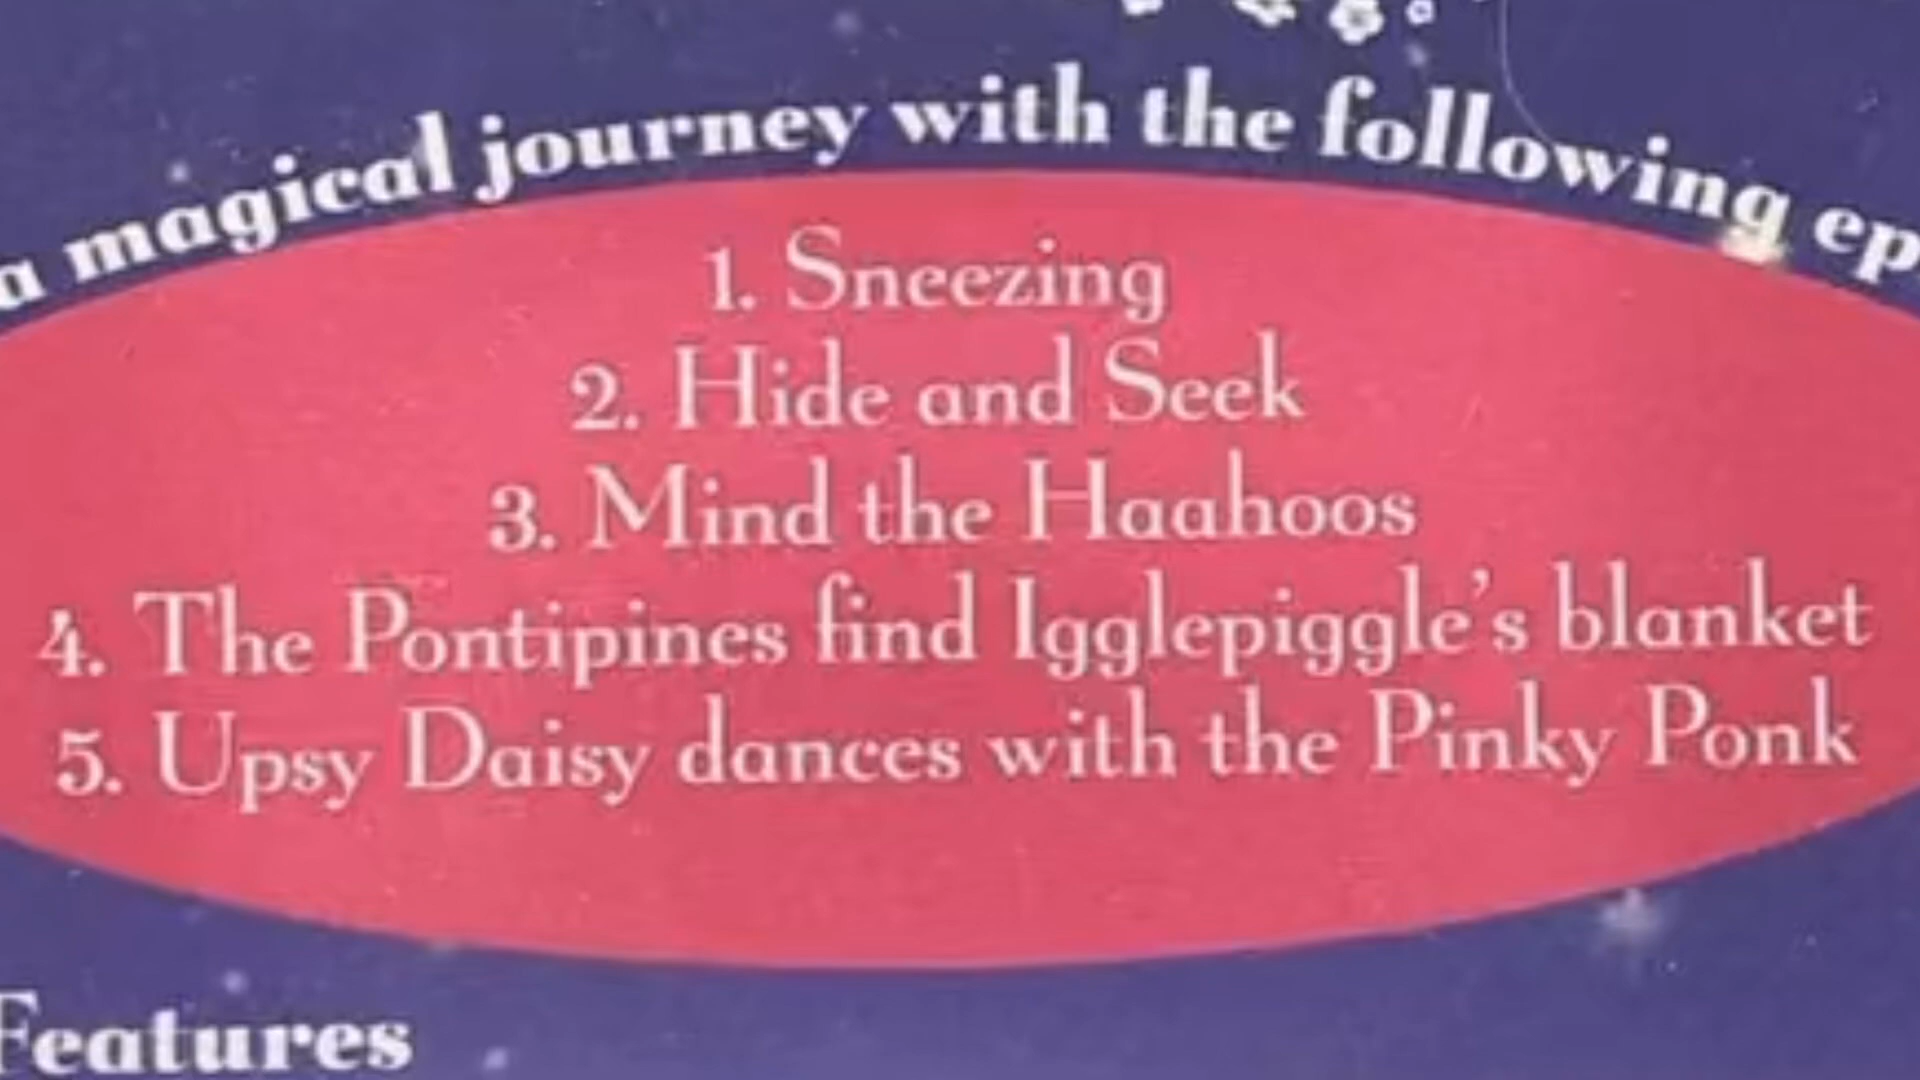 a magical journey with the following ep
1. Sneezing
2. Hide and Seek
3. Mind the Haahoos
4. The Pontipines find Igglepiggle's blanket
5. Upsy Daisy dances with the Pinky Ponk
Features